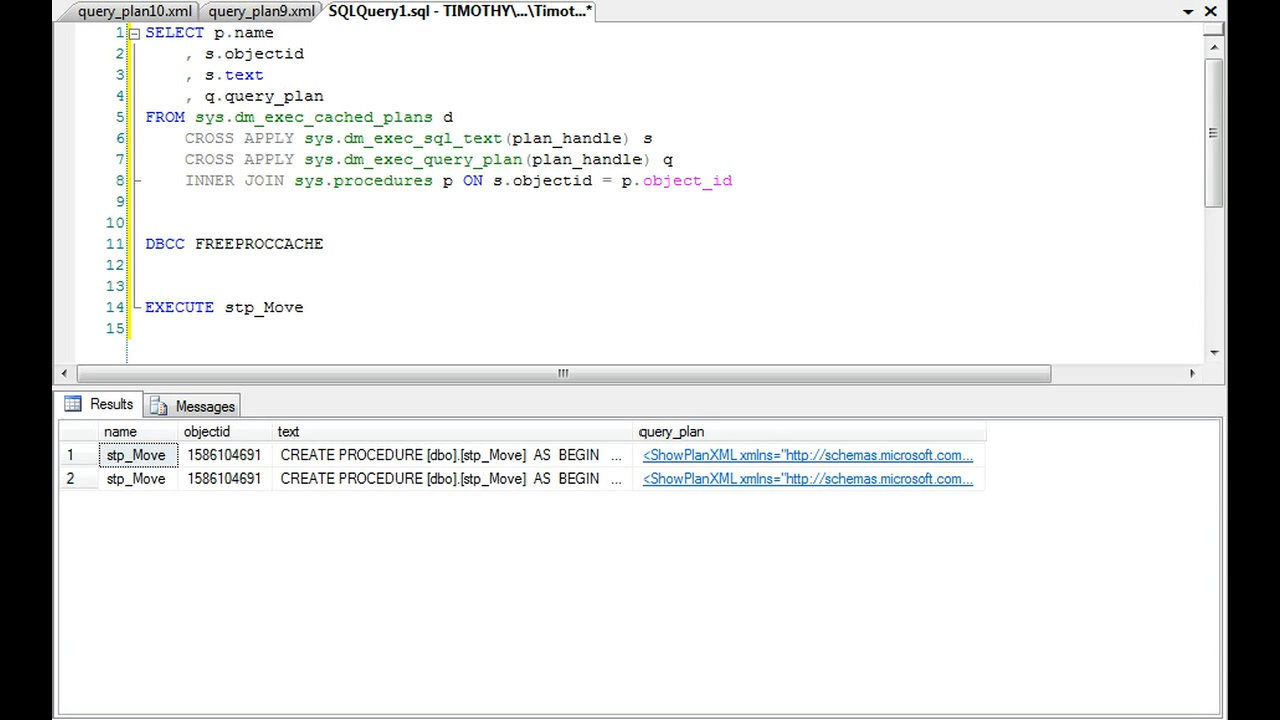 query_plan10.xml query_plan9.xml SQLQuery1.sql - TIMOTHY\...\Timot...*
1 SELECT p.name
2 , s.objectid
3 , s.text
4 , q.query_plan
5 FROM sys.dm_exec_cached_plans d
6 CROSS APPLY sys.dm_exec_sql_text(plan_handle) s
7 CROSS APPLY sys.dm_exec_query_plan(plan_handle) q
8 INNER JOIN sys.procedures p ON s.objectid = p.object_id
9
10
11 DBCC FREEPROCCACHE
12
13
14 EXECUTE stp_Move
15
Results Messages
name objectid text query_plan
1 stp_Move 1586104691 CREATE PROCEDURE [dbo].[stp_Move] AS BEGIN ... <ShowPlanXML xmlns="http://schemas.microsoft.com...
2 stp_Move 1586104691 CREATE PROCEDURE [dbo].[stp_Move] AS BEGIN ... <ShowPlanXML xmlns="http://schemas.microsoft.com...